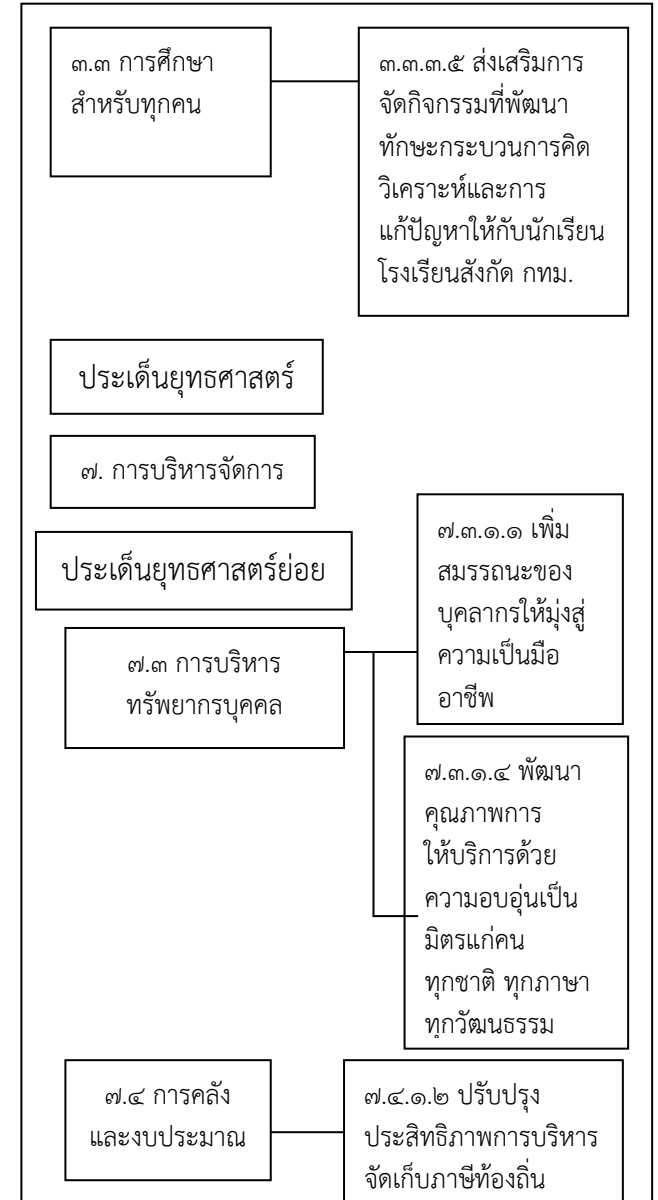 ๓.๓ การศึกษา
สำหรับทุกคน
๓.๓.๓.๕ ส่งเสริมการ
จัดกิจกรรมที่พัฒนา
ทักษะกระบวนการคิด
วิเคราะห์และการ
แก้ปัญหาให้กับนักเรียน
โรงเรียนสังกัด กทม.
ประเด็นยุทธศาสตร์
๗. การบริหารจัดการ
ประเด็นยุทธศาสตร์ย่อย
๗.๓ การบริหาร
ทรัพยากรบุคคล
๗.๓.๑.๑ เพิ่ม
สมรรถนะของ
บุคลากรให้มุ่งสู่
ความเป็นมือ
อาชีพ
๗.๓.๑.๔ พัฒนา
คุณภาพการ
ให้บริการด้วย
ความอบอุ่นเป็น
มิตรแก่คน
ทุกชาติ ทุกภาษา
ทุกวัฒนธรรม
๗.๔ การคลัง
และงบประมาณ
๗.๔.๑.๒ ปรับปรุง
ประสิทธิภาพการบริหาร
จัดเก็บภาษีท้องถิ่น